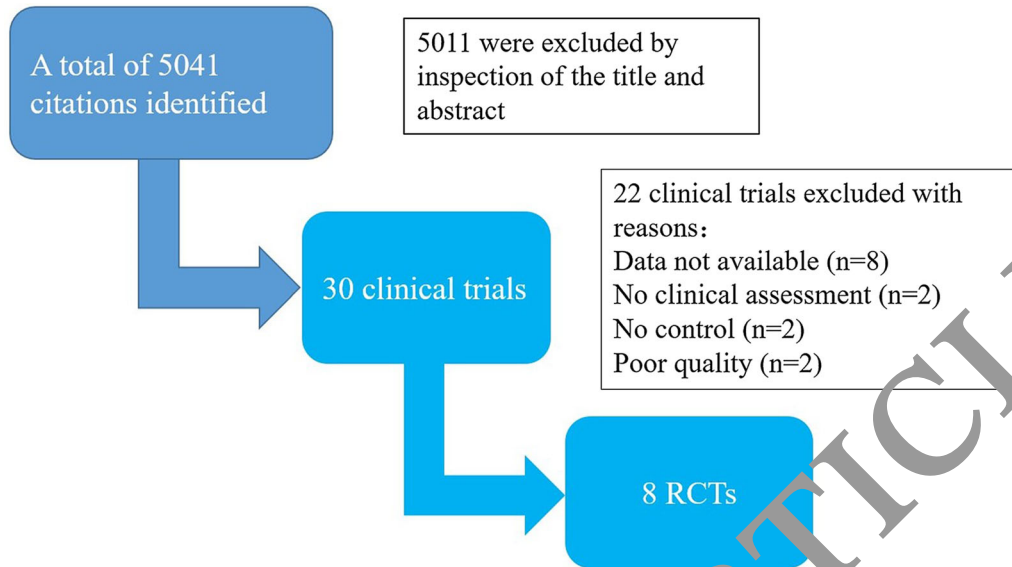 A total of 5041
citations identified
5011 were excluded by
inspection of the title and
abstract
22 clinical trials excluded with
reasons：
Data not available (n=8)
No clinical assessment (n=2)
No control (n=2)
Poor quality (n=2)
30 clinical trials
8 RCTs